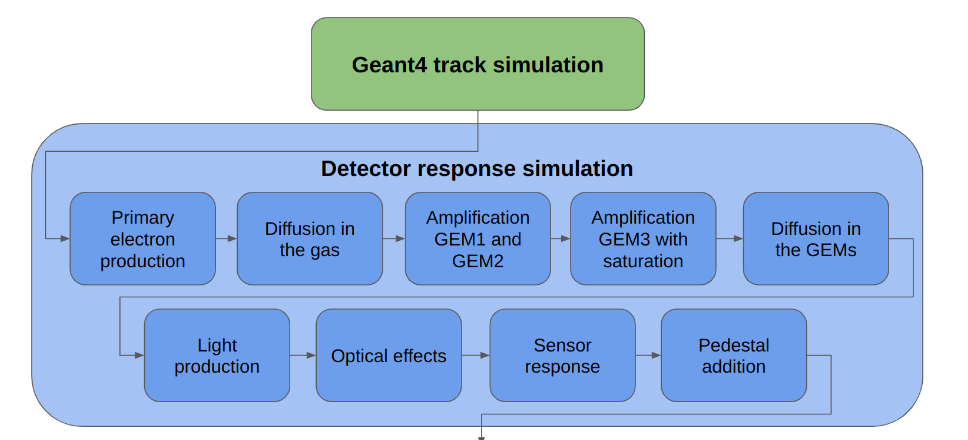 Geant4 track simulation
Detector response simulation
Primary
electron
production
Diffusion in
the gas
Amplification
GEM1 and
GEM2
Amplification
GEM3 with
saturation
Diffusion in
the GEMs
Light
production
Optical effects
Sensor
response
Pedestal
addition